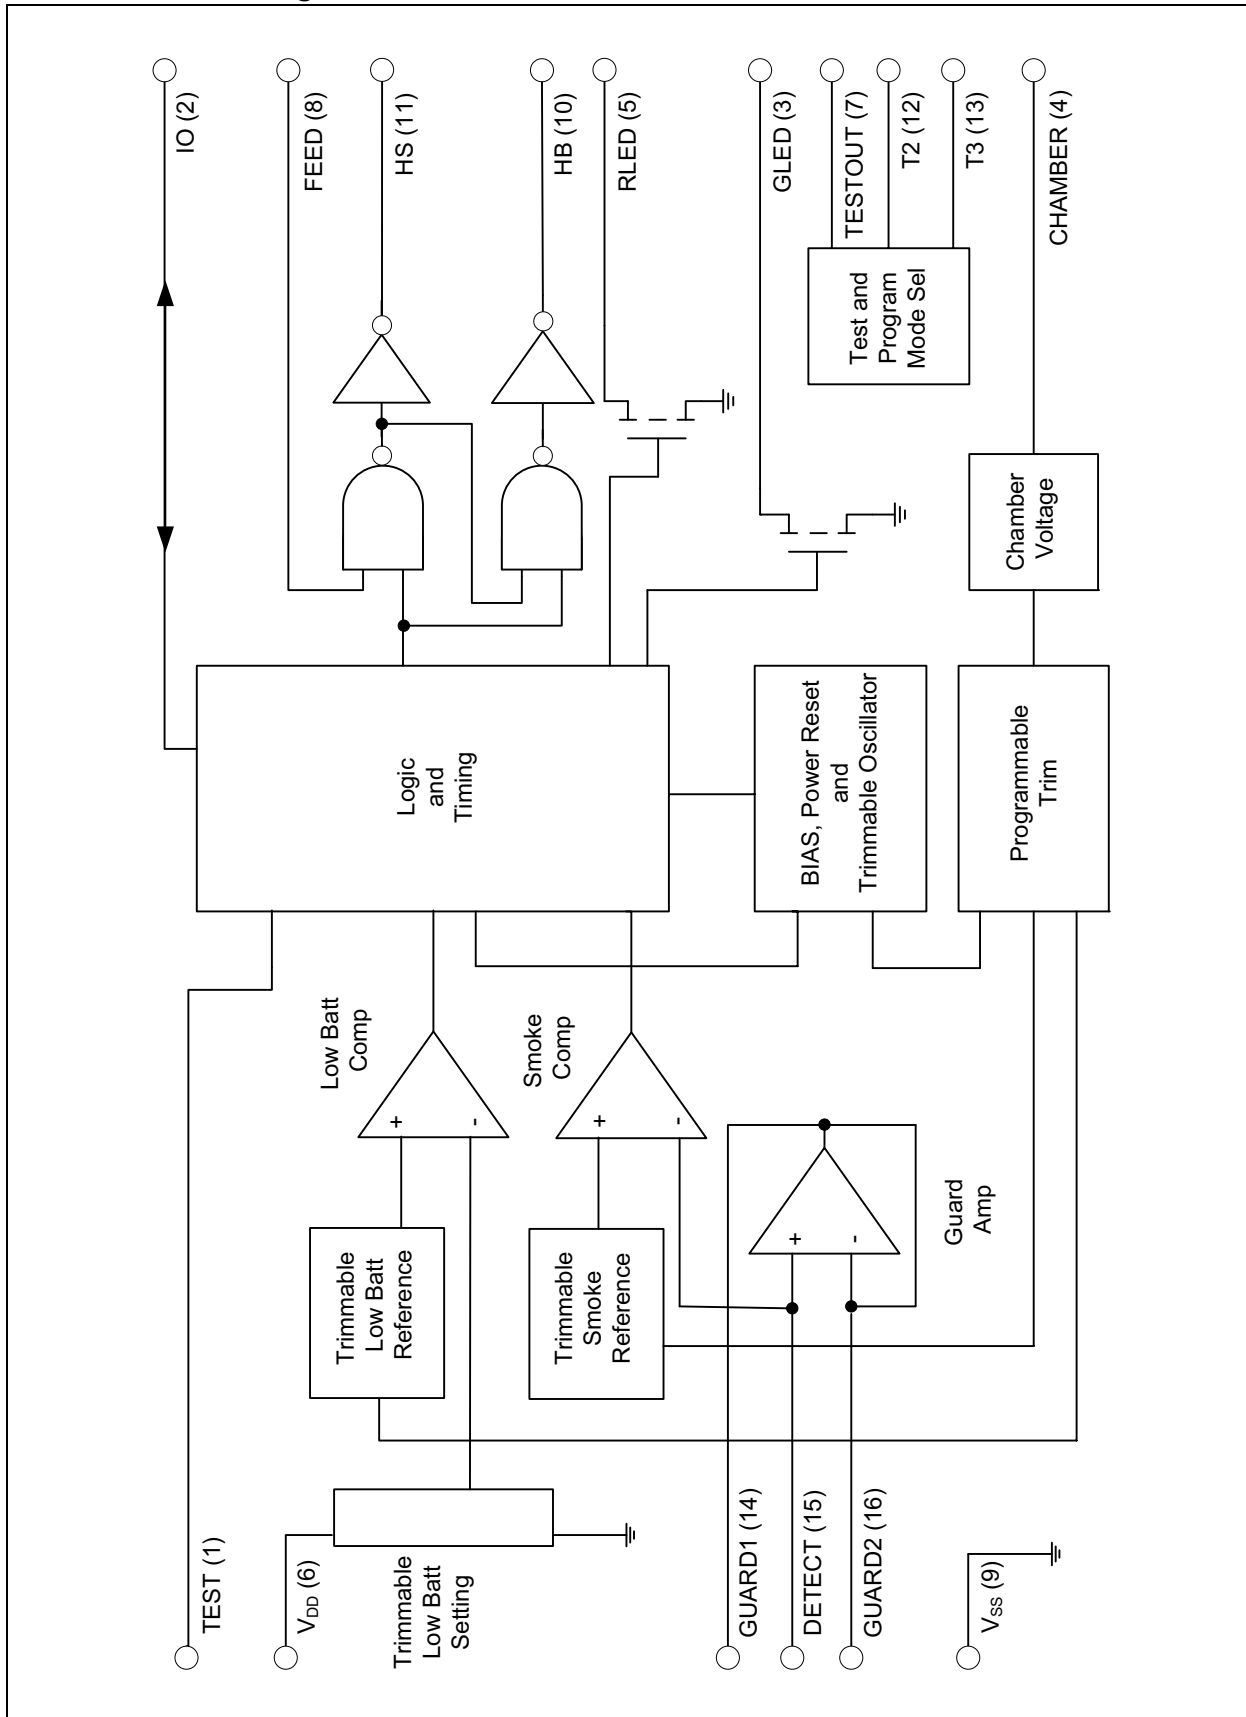 TEST (1)
V_DD (6)
Trimmable
Low Batt
Setting
GUARD1 (14)
DETECT (15)
GUARD2 (16)
V_SS (9)
Trimmable
Low Batt
Reference
Trimmable
Smoke
Reference
Low Batt
Comp
+
-
Smoke
Comp
+
-
+
-
Guard
Amp
Logic
and
Timing
BIAS, Power Reset
and
Trimmable Oscillator
Programmable
Trim
Chamber
Voltage
Test and
Program
Mode Sel
IO (2)
FEED (8)
HS (11)
HB (10)
RLED (5)
GLED (3)
TESTOUT (7)
T2 (12)
T3 (13)
CHAMBER (4)